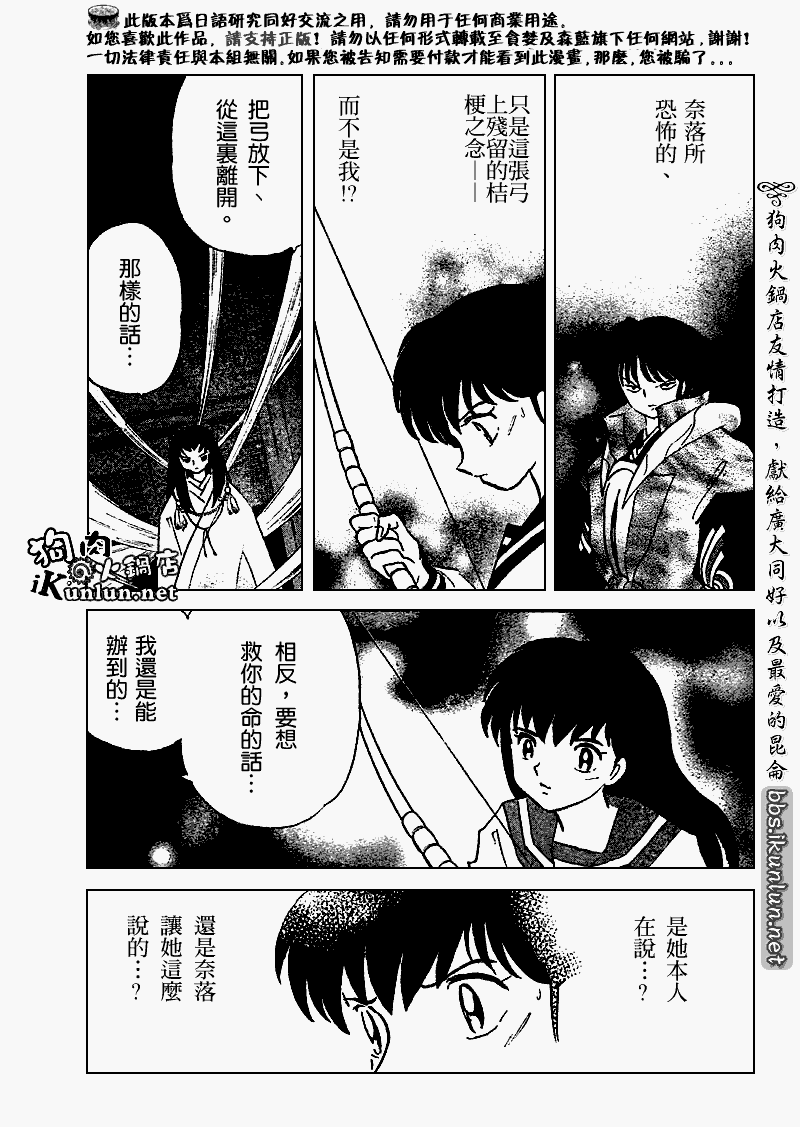 此版本爲日語研究同好交流之用，請勿用于任何商業用途。
如您喜歡此作品，請支持正版！請勿以任何形式轉載至貪婪及森藍旗下任何網站，謝謝！
一切法律責任與本組無關。如果您被告知需要付款才能看到此漫畫，那麼，您被騙了...
奈落所
恐怖的、
只是這張弓
上殘留的桔
梗之念——
而不是我!?
把弓放下、
從這裏離開。
那樣的話…
相反，要想
救你的命的話…
我還是能
辦到的…
是她本人
在說…?
還是奈落
讓她這麼
說的…?
狗肉火鍋店友情打造，獻給廣大同好以及最愛的昆侖
bbs.ikunlun.net
狗肉火鍋店
iKunlun.net